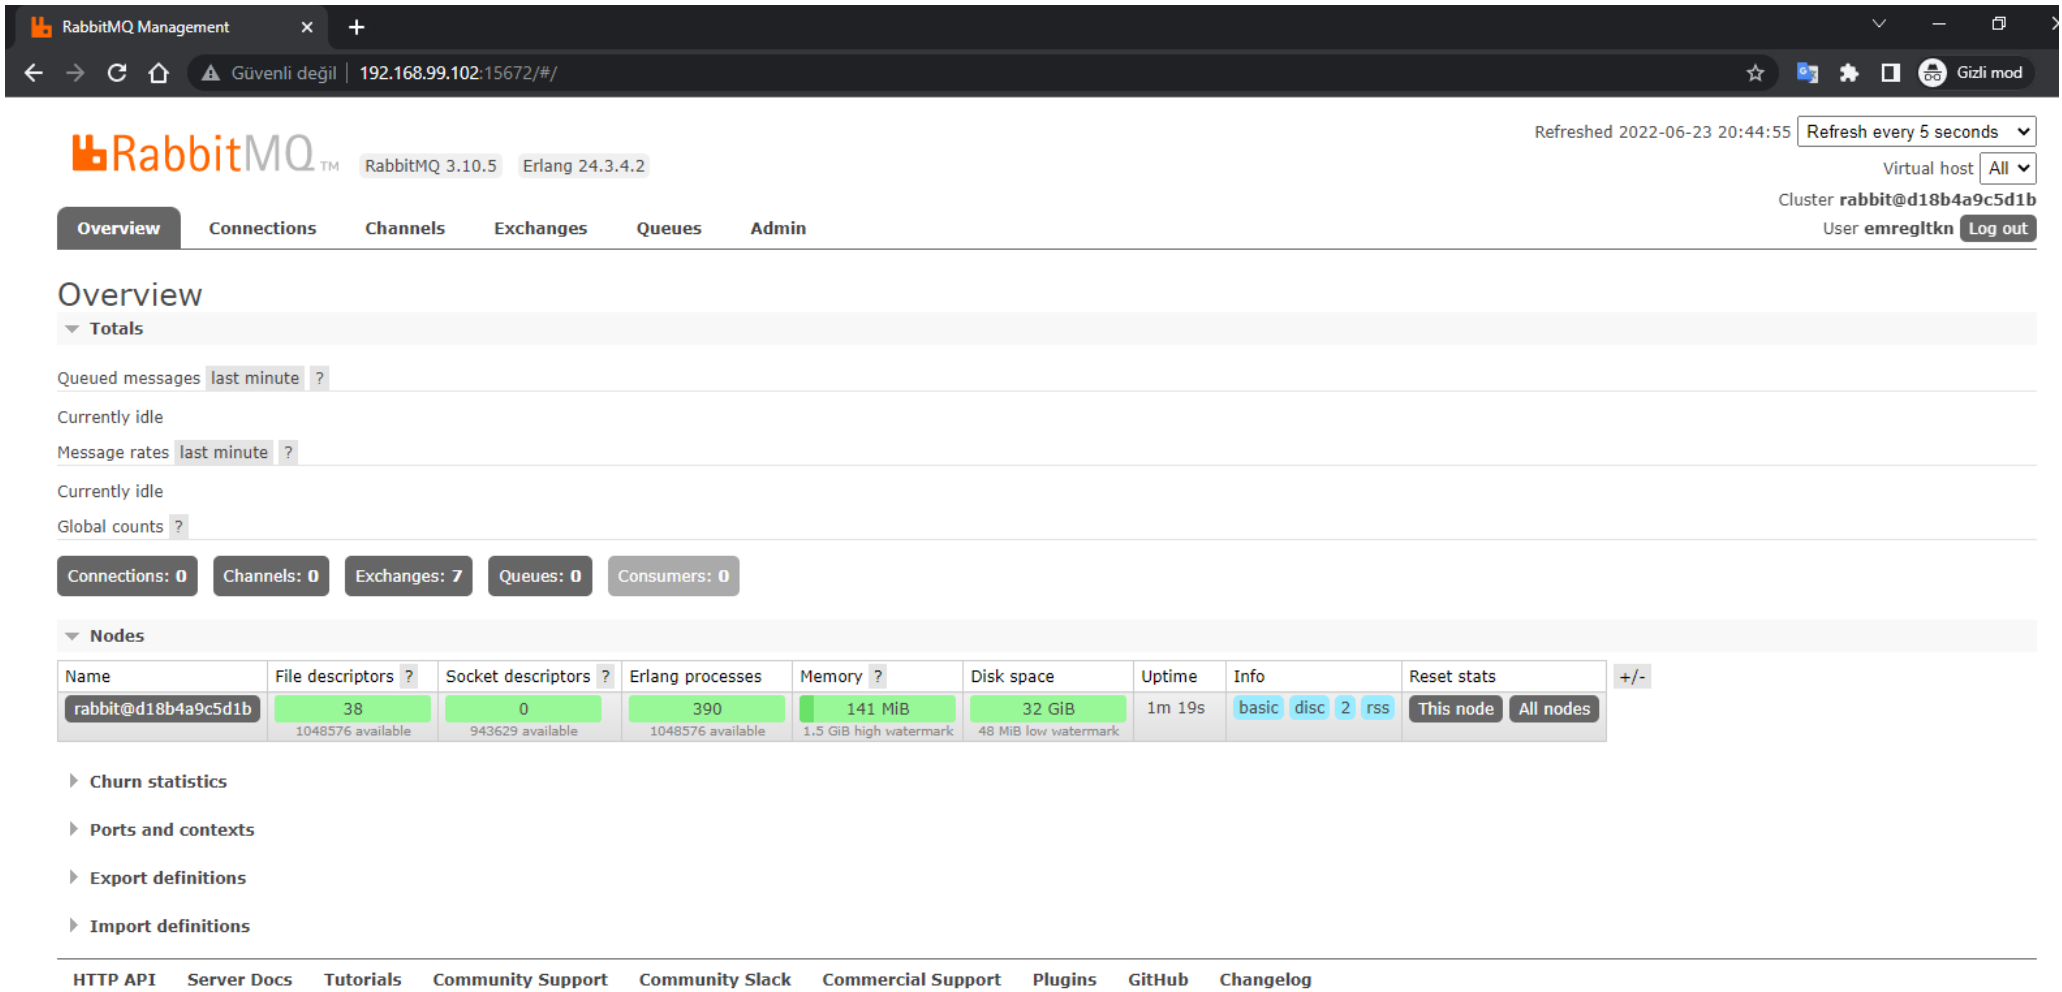 RabbitMQ Management
Güvenli değil 192.168.99.102:15672/#/ Gizli mod
RabbitMQ TM RabbitMQ 3.10.5 Erlang 24.3.4.2
Refreshed 2022-06-23 20:44:55 Refresh every 5 seconds
Virtual host All
Cluster rabbit@d18b4a9c5d1b
User emregltkn Log out
Overview Connections Channels Exchanges Queues Admin
Overview
Totals
Queued messages last minute ?
Currently idle
Message rates last minute ?
Currently idle
Global counts ?
Connections: 0 Channels: 0 Exchanges: 7 Queues: 0 Consumers: 0
Nodes
Name File descriptors ? Socket descriptors ? Erlang processes Memory ? Disk space Uptime Info Reset stats +/-
rabbit@d18b4a9c5d1b 38 0 390 141 MiB 32 GiB 1m 19s basic disc 2 rss This node All nodes
1048576 available 943629 available 1048576 available 1.5 GiB high watermark 48 MiB low watermark
Churn statistics
Ports and contexts
Export definitions
Import definitions
HTTP API Server Docs Tutorials Community Support Community Slack Commercial Support Plugins GitHub Changelog